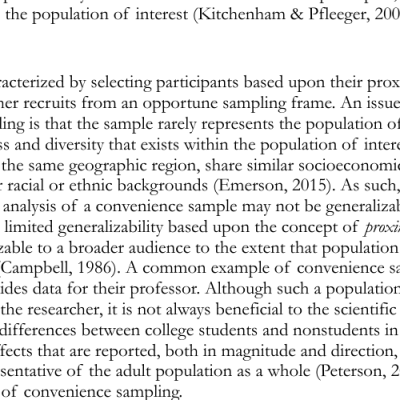 the population of interest (Kitchenham & Pfleeger, 200
racterized by selecting participants based upon their prox
her recruits from an opportune sampling frame. An issue
ling is that the sample rarely represents the population of
ss and diversity that exists within the population of intere
the same geographic region, share similar socioeconomic
r racial or ethnic backgrounds (Emerson, 2015). As such,
analysis of a convenience sample may not be generalizab
limited generalizability based upon the concept of proxi
zable to a broader audience to the extent that population
(Campbell, 1986). A common example of convenience sa
ides data for their professor. Although such a population
the researcher, it is not always beneficial to the scientific
differences between college students and nonstudents in
ffects that are reported, both in magnitude and direction,
sentative of the adult population as a whole (Peterson, 2
of convenience sampling.